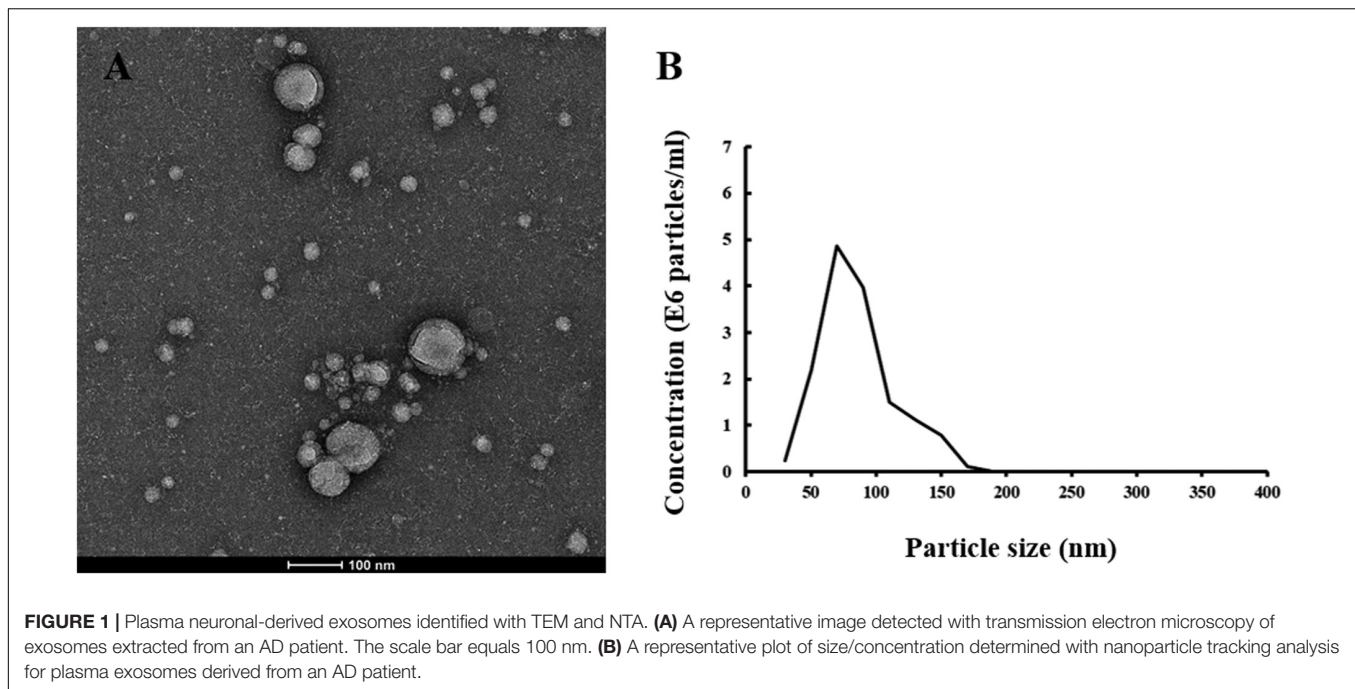 A
100 nm
B
Concentration (E6 particles/ml)
7
6
5
4
3
2
1
0
0 50 100 150 200 250 300 350 400
Particle size (nm)
FIGURE 1 | Plasma neuronal-derived exosomes identified with TEM and NTA. (A) A representative image detected with transmission electron microscopy of
exosomes extracted from an AD patient. The scale bar equals 100 nm. (B) A representative plot of size/concentration determined with nanoparticle tracking analysis
for plasma exosomes derived from an AD patient.